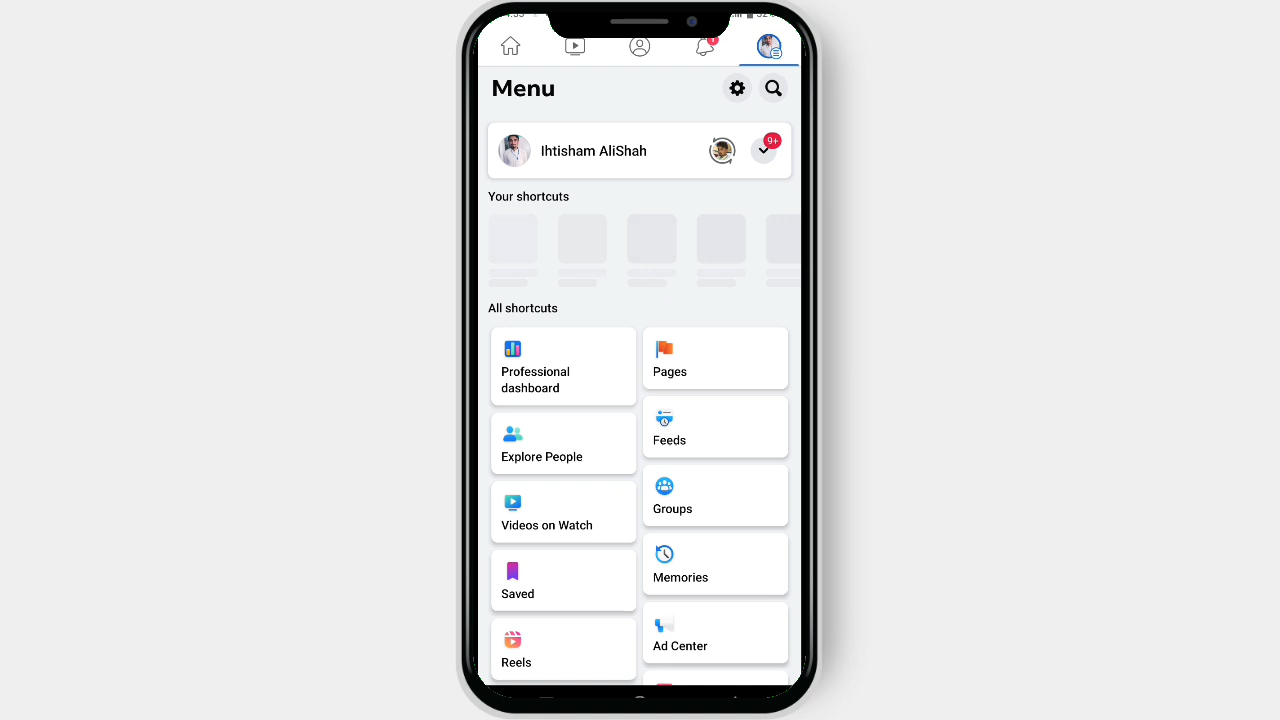 Menu
9+
Ihtisham AliShah
Your shortcuts
All shortcuts
Professional
dashboard
Pages
Explore People
Feeds
Videos on Watch
Groups
Saved
Memories
Reels
Ad Center